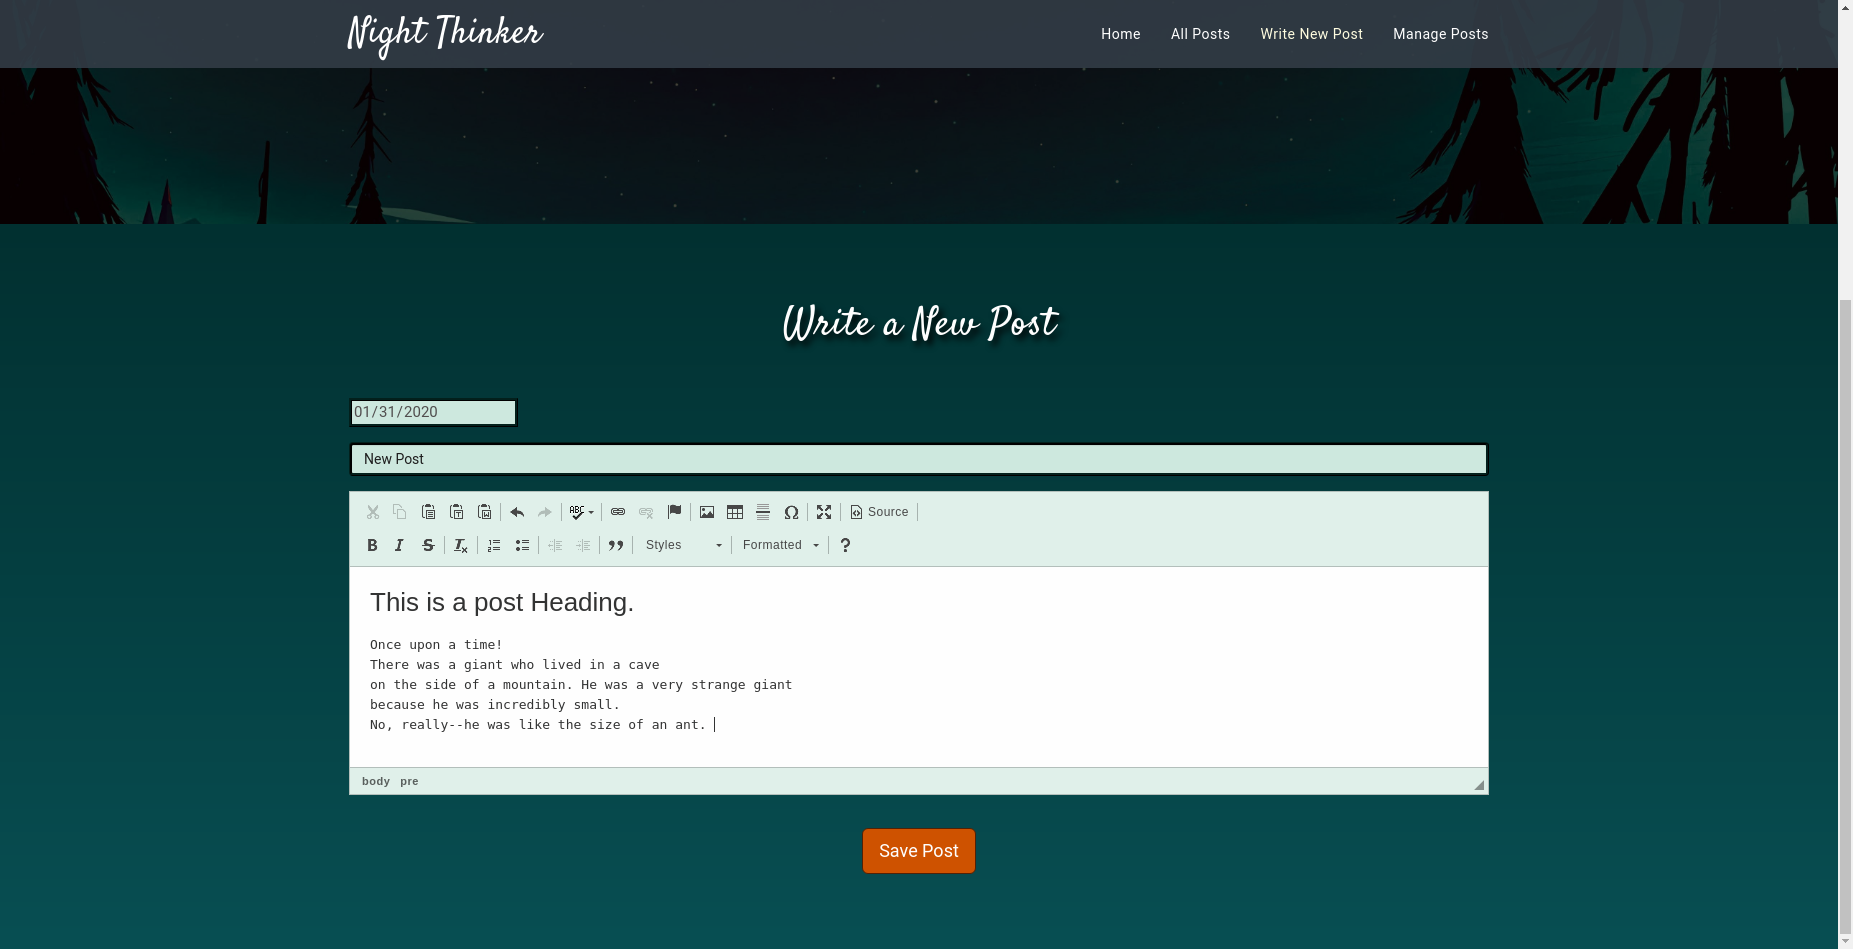 Night Thinker
Home All Posts Write New Post Manage Posts
Write a New Post
01/31/2020
New Post
ABC Source
Styles Formatted ?
This is a post Heading.
Once upon a time!
There was a giant who lived in a cave
on the side of a mountain. He was a very strange giant
because he was incredibly small.
No, really--he was like the size of an ant.
body pre
Save Post